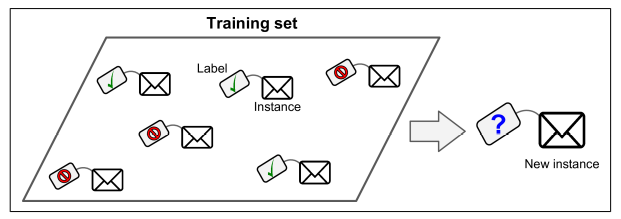 Training set
Label
Instance
?
New instance